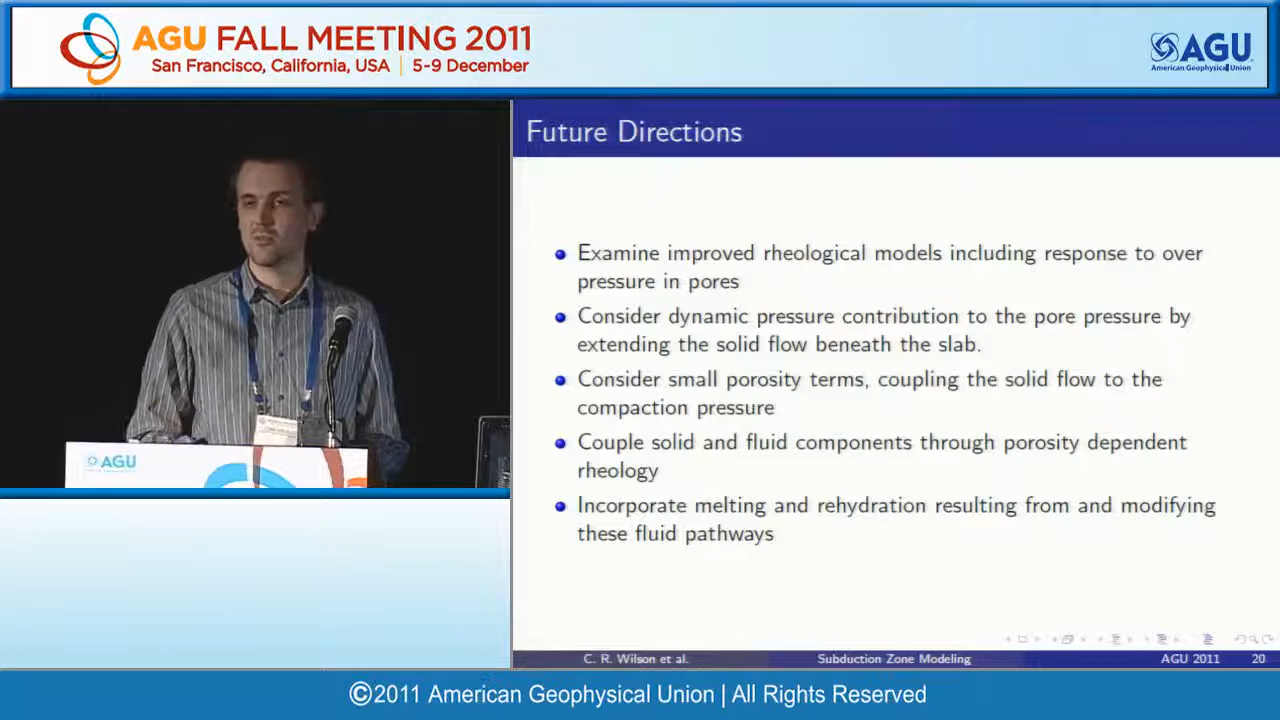 AGU FALL MEETING 2011
San Francisco, California, USA | 5-9 December
AGU
American Geophysical Union
Future Directions
Examine improved rheological models including response to over
pressure in pores
Consider dynamic pressure contribution to the pore pressure by
extending the solid flow beneath the slab.
Consider small porosity terms, coupling the solid flow to the
compaction pressure
Couple solid and fluid components through porosity dependent
rheology
Incorporate melting and rehydration resulting from and modifying
these fluid pathways
AGU
C. R. Wilson et al.
Subduction Zone Modeling
AGU 2011
20
©2011 American Geophysical Union | All Rights Reserved